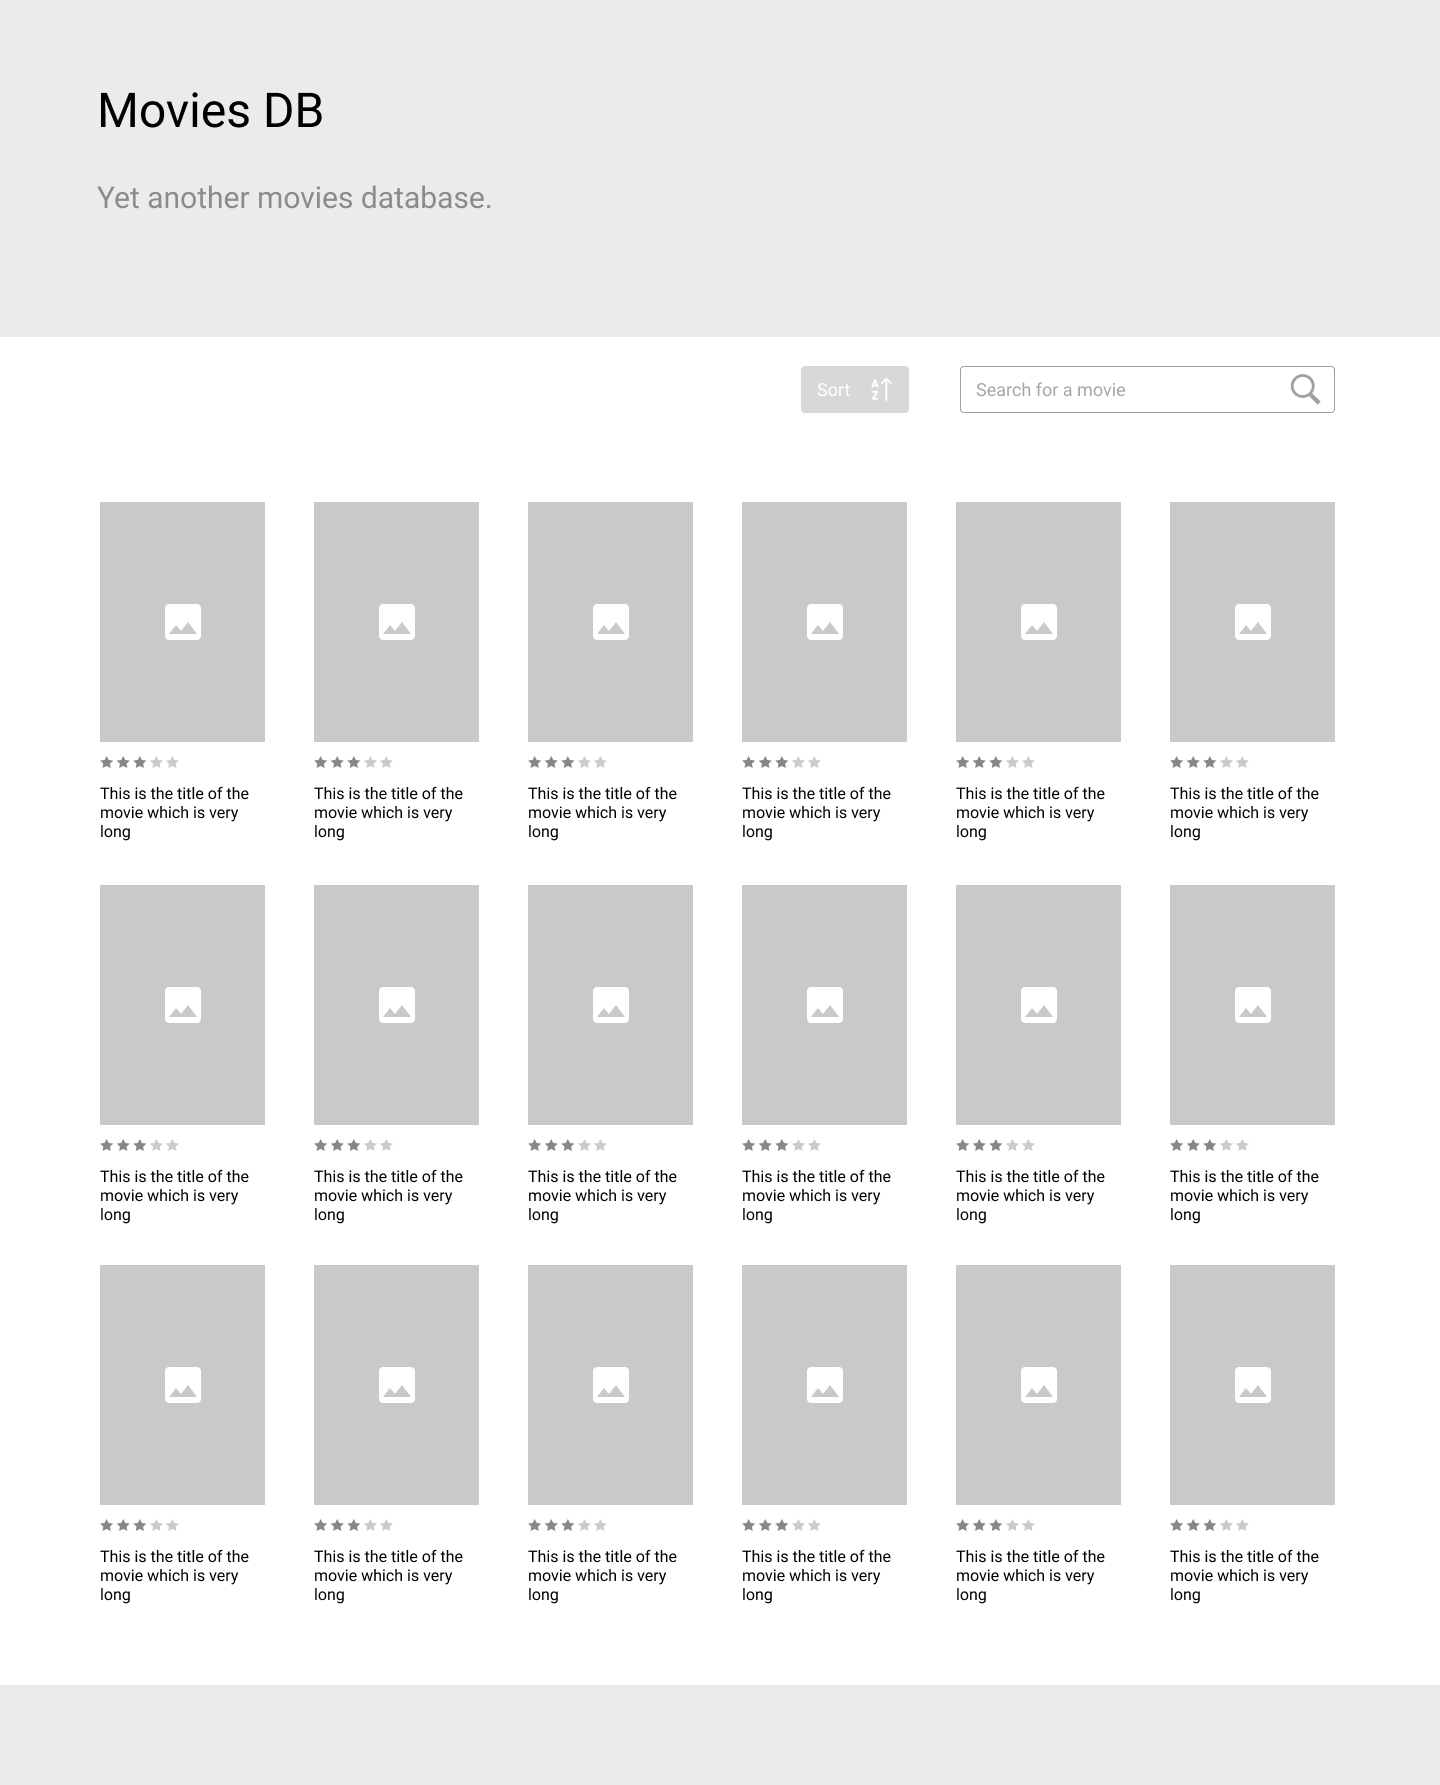 Movies DB
Yet another movies database.
Sort AZ
Search for a movie
This is the title of the
movie which is very
long
This is the title of the
movie which is very
long
This is the title of the
movie which is very
long
This is the title of the
movie which is very
long
This is the title of the
movie which is very
long
This is the title of the
movie which is very
long
This is the title of the
movie which is very
long
This is the title of the
movie which is very
long
This is the title of the
movie which is very
long
This is the title of the
movie which is very
long
This is the title of the
movie which is very
long
This is the title of the
movie which is very
long
This is the title of the
movie which is very
long
This is the title of the
movie which is very
long
This is the title of the
movie which is very
long
This is the title of the
movie which is very
long
This is the title of the
movie which is very
long
This is the title of the
movie which is very
long